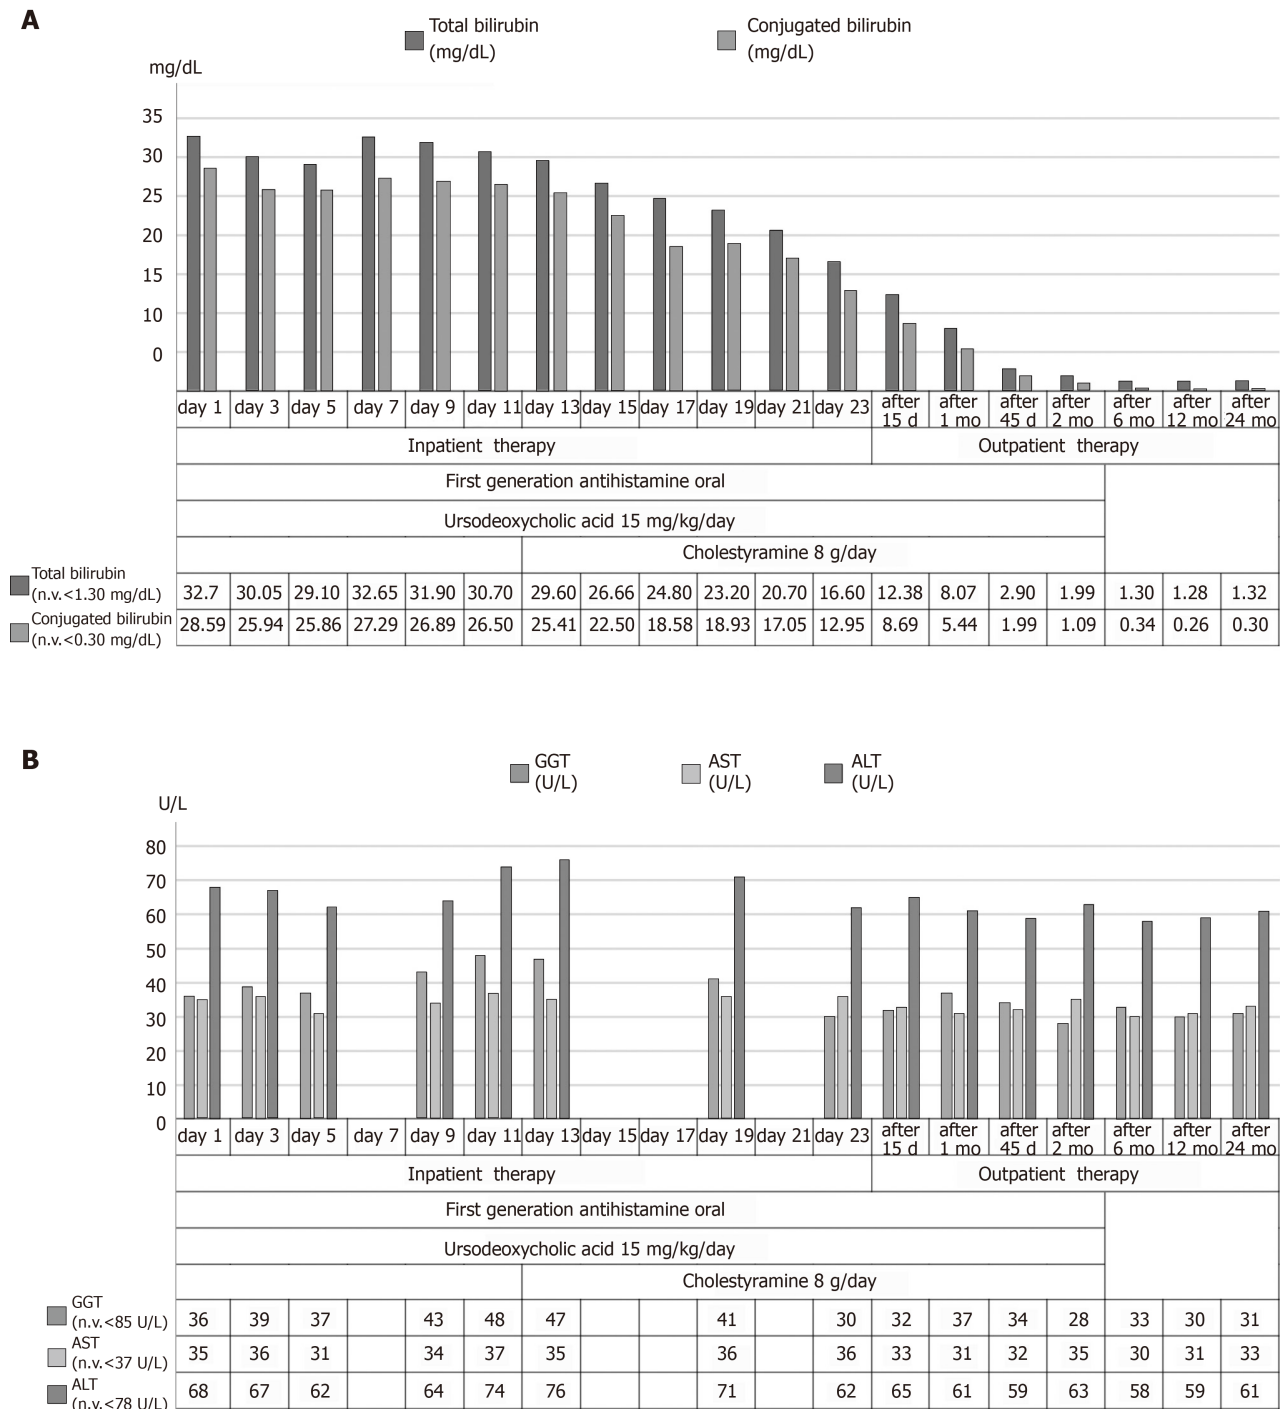 A
Total bilirubin
(mg/dL)
Conjugated bilirubin
(mg/dL)
mg/dL
35
30
25
20
15
10
0
day 1 day 3 day 5 day 7 day 9 day 11 day 13 day 15 day 17 day 19 day 21 day 23 after 15 d after 1 mo after 45 d after 2 mo after 6 mo after 12 mo after 24 mo
Inpatient therapy Outpatient therapy
First generation antihistamine oral
Ursodeoxycholic acid 15 mg/kg/day
Cholestyramine 8 g/day
Total bilirubin
(n.v.<1.30 mg/dL)
32.7 30.05 29.10 32.65 31.90 30.70 29.60 26.66 24.80 23.20 20.70 16.60 12.38 8.07 2.90 1.99 1.30 1.28 1.32
Conjugated bilirubin
(n.v.<0.30 mg/dL)
28.59 25.94 25.86 27.29 26.89 26.50 25.41 22.50 18.58 18.93 17.05 12.95 8.69 5.44 1.99 1.09 0.34 0.26 0.30
B
GGT
(U/L)
AST
(U/L)
ALT
(U/L)
U/L
80
70
60
50
40
30
20
10
0
day 1 day 3 day 5 day 7 day 9 day 11 day 13 day 15 day 17 day 19 day 21 day 23 after 15 d after 1 mo after 45 d after 2 mo after 6 mo after 12 mo after 24 mo
Inpatient therapy Outpatient therapy
First generation antihistamine oral
Ursodeoxycholic acid 15 mg/kg/day
Cholestyramine 8 g/day
GGT
(n.v.<85 U/L)
36 39 37 43 48 47 41 30 32 37 34 28 33 30 31
AST
(n.v.<37 U/L)
35 36 31 34 37 35 36 36 33 31 32 35 30 31 33
ALT
(n.v.<78 U/L)
68 67 62 64 74 76 71 62 65 61 59 63 58 59 61